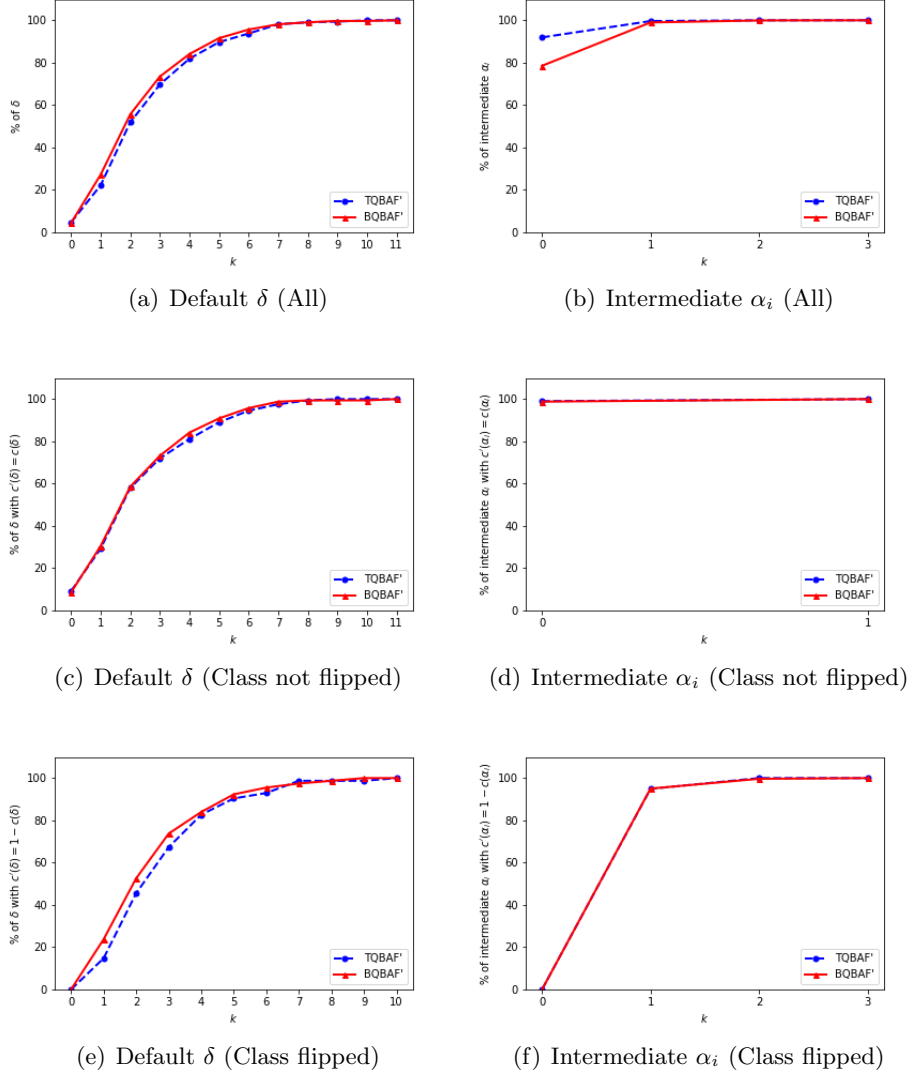 100
80
60
40
20
0
% of δ
TQBAF'
BQBAF'
0 1 2 3 4 5 6 7 8 9 10 11
k
(a) Default δ (All)
100
80
60
40
20
0
% of intermediate αᵢ
TQBAF'
BQBAF'
0 1 2 3
k
(b) Intermediate αᵢ (All)
100
80
60
40
20
0
% of δ with c'(δ) = c(δ)
TQBAF'
BQBAF'
0 1 2 3 4 5 6 7 8 9 10 11
k
(c) Default δ (Class not flipped)
100
80
60
40
20
0
% of intermediate αᵢ with c'(αᵢ) = c(αᵢ)
TQBAF'
BQBAF'
0 1
k
(d) Intermediate αᵢ (Class not flipped)
100
80
60
40
20
0
% of δ with c'(δ) = 1 − c(δ)
TQBAF'
BQBAF'
0 1 2 3 4 5 6 7 8 9 10
k
(e) Default δ (Class flipped)
100
80
60
40
20
0
% of intermediate αᵢ with c'(αᵢ) = 1 − c(αᵢ)
TQBAF'
BQBAF'
0 1 2 3
k
(f) Intermediate αᵢ (Class flipped)